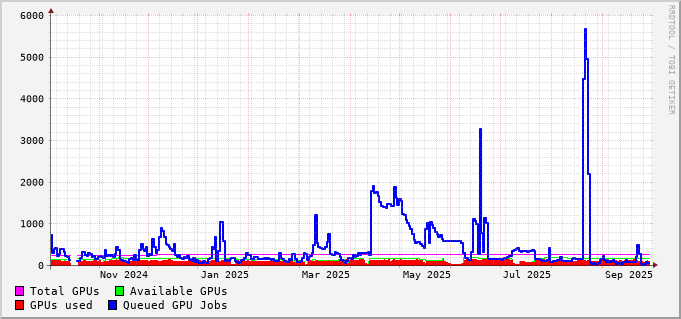 6000
5000
4000
3000
2000
1000
0
Nov 2024 Jan 2025 Mar 2025 May 2025 Jul 2025 Sep 2025
Total GPUs Available GPUs
GPUs used Queued GPU Jobs
RRDTOOL / TOBI OETIKER